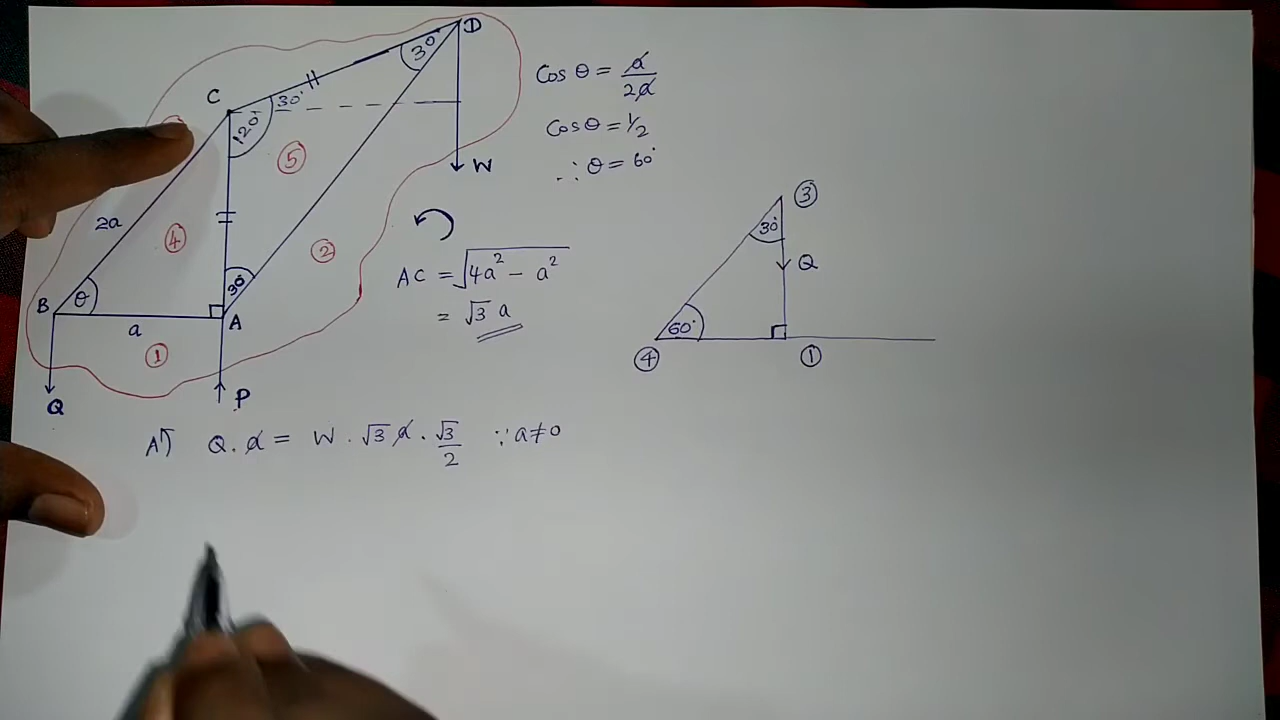 D
C
30°
30°
120°
⑤
W
2a
④
②
30°
B
θ
A
a
①
Q
P
Cos θ = a/2a
Cos θ = 1/2
∴ θ = 60°
AC = √(4a² − a²)
= √3 a
③
30°
Q
60°
④
①
A↰ Q . a = W . √3 a . √3/2 ∵ a ≠ 0